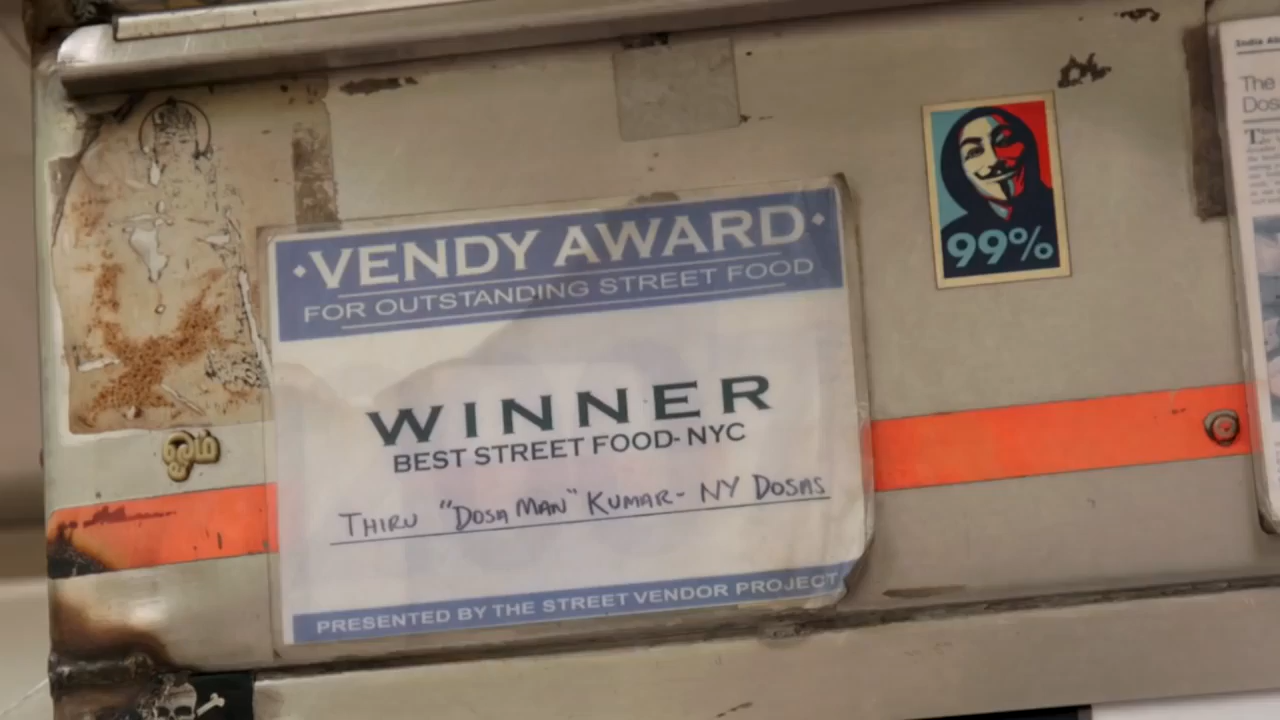 ·VENDY AWARD·
FOR OUTSTANDING STREET FOOD
WINNER
BEST STREET FOOD- NYC
THIRU "DOSA MAN" KUMAR- NY DOSAS
PRESENTED BY THE STREET VENDOR PROJECT
99%
ஓம்
The
Dos